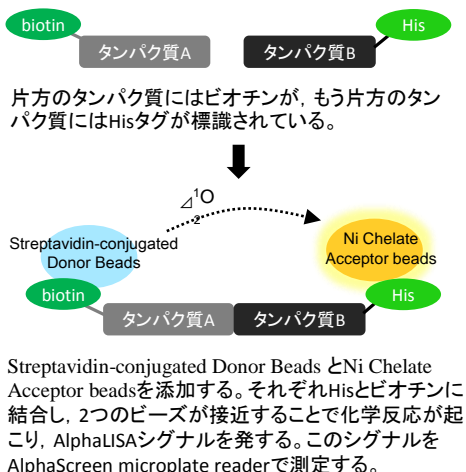 biotin
His
タンパク質A
タンパク質B
片方のタンパク質にはビオチンが，もう片方のタン
パク質にはHisタグが標識されている。
⊿¹O
2
Streptavidin-conjugated
Donor Beads
Ni Chelate
Acceptor beads
biotin
His
タンパク質A
タンパク質B
Streptavidin-conjugated Donor Beads とNi Chelate
Acceptor beadsを添加する。それぞれHisとビオチンに
結合し，2つのビーズが接近することで化学反応が起
こり，AlphaLISAシグナルを発する。このシグナルを
AlphaScreen microplate readerで測定する。